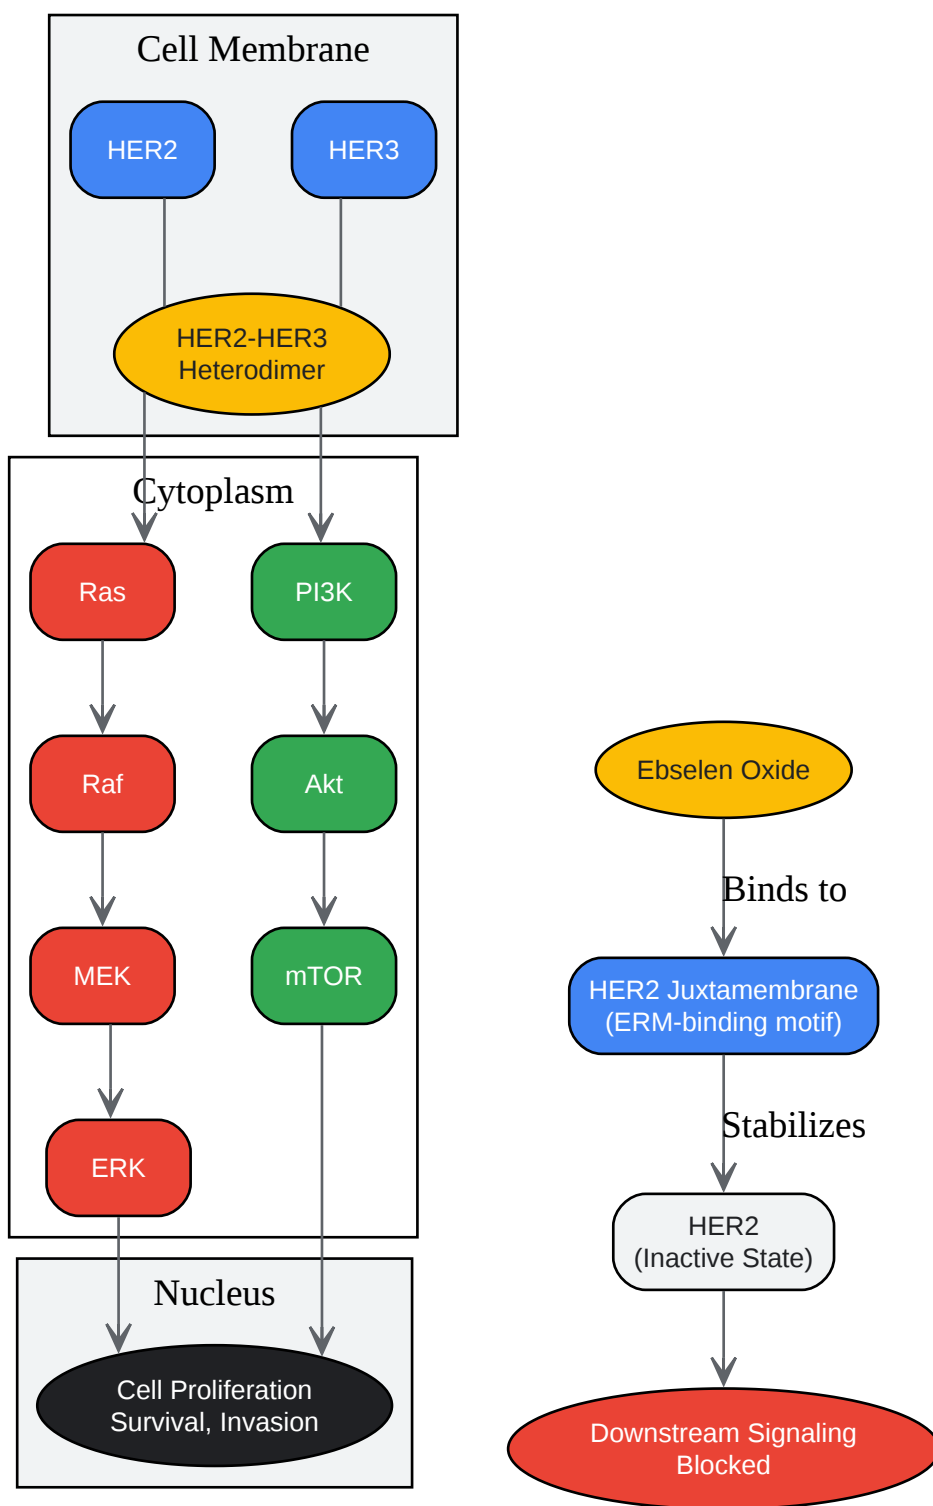 Cell Membrane
HER2
HER3
HER2-HER3
Heterodimer
Cytoplasm
Ras
PI3K
Raf
Akt
MEK
mTOR
ERK
Nucleus
Cell Proliferation
Survival, Invasion
Ebselen Oxide
Binds to
HER2 Juxtamembrane
(ERM-binding motif)
Stabilizes
HER2
(Inactive State)
Downstream Signaling
Blocked